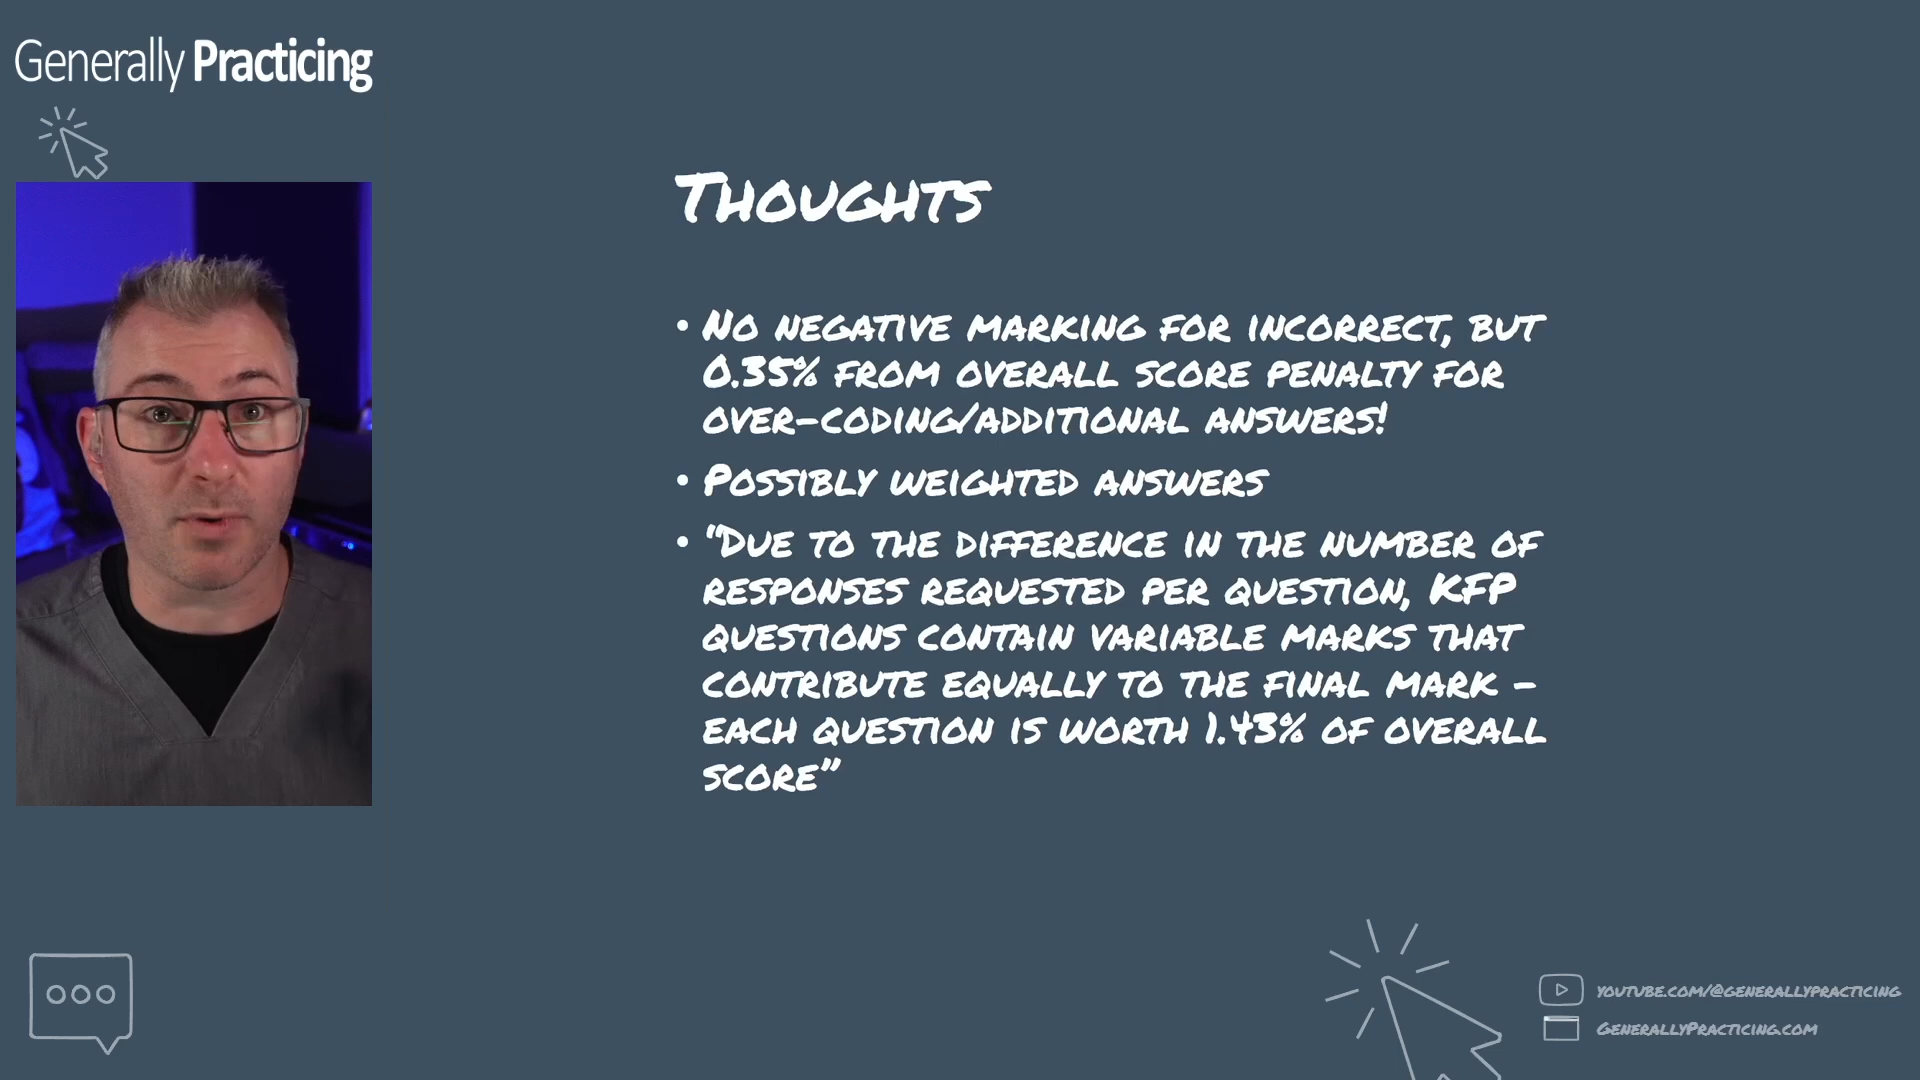 Generally Practicing
Thoughts
• No negative marking for incorrect, but
0.35% from overall score penalty for
over-coding/additional answers!
• Possibly weighted answers
• "Due to the difference in the number of
responses requested per question, KFP
questions contain variable marks that
contribute equally to the final mark –
each question is worth 1.43% of overall
score"
youtube.com/@generallypracticing
GenerallyPracticing.com